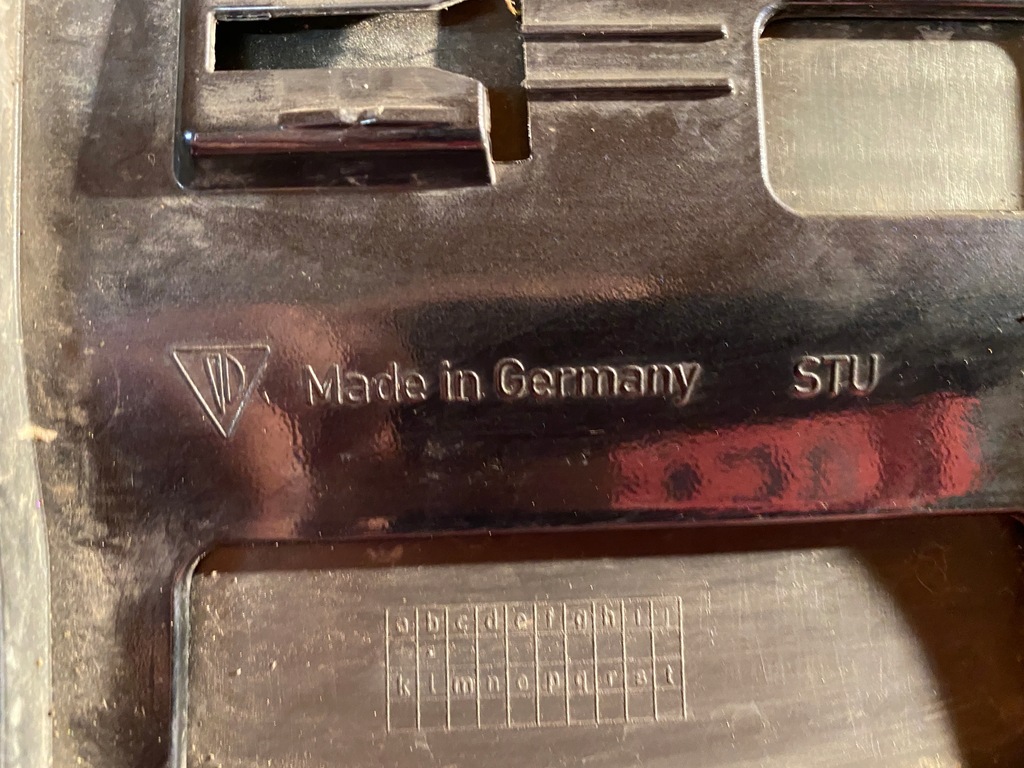 Made in Germany STU
a b c d e f g h i j
k l m n o p q r s t